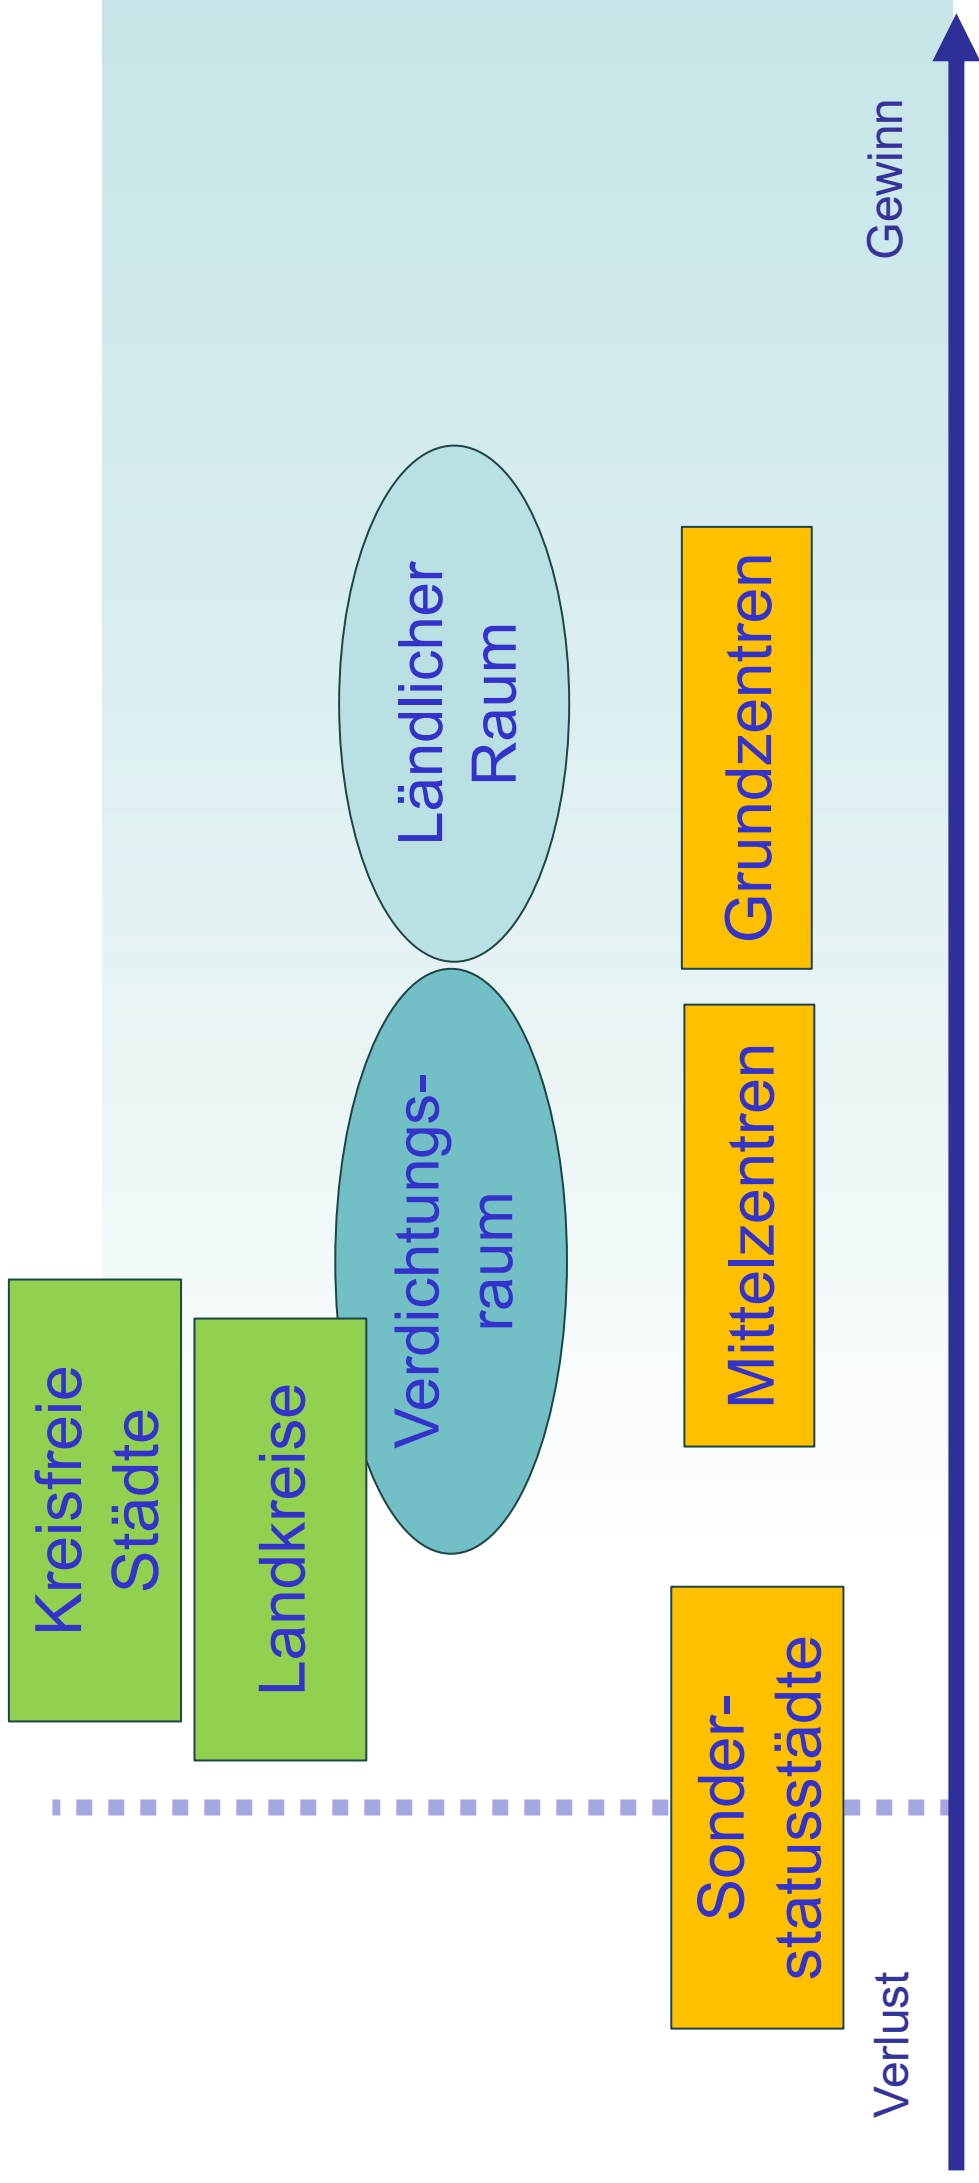 Kreisfreie
Städte
Landkreise
Verdichtungs-
raum
Ländlicher
Raum
Sonder-
statusstädte
Mittelzentren
Grundzentren
Verlust
Gewinn